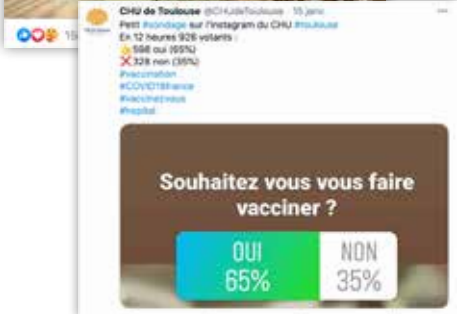 CHU de Toulouse @CHUdeToulouse · 15 janv.
Petit #sondage sur l'Instagram du CHU #toulouse
En 12 heures 926 votants :
👍598 oui (65%)
❌328 non (35%)
#vaccination
#COVID19france
#vaccinezvous
#hopital
Souhaitez vous vous faire
vacciner ?
OUI
65%
NON
35%